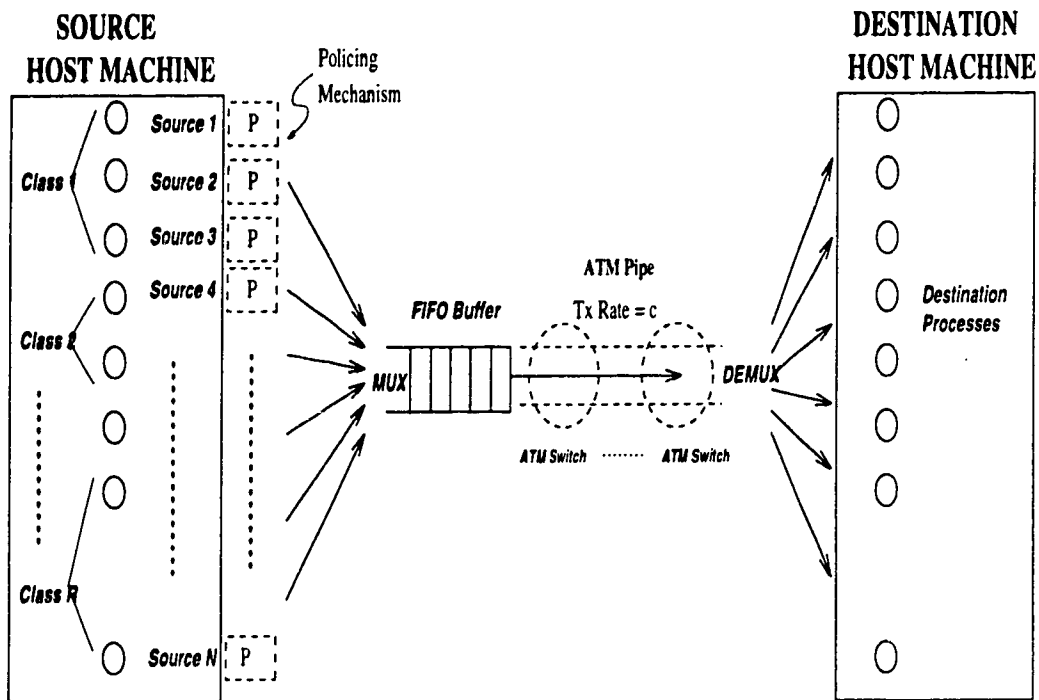 SOURCE
HOST MACHINE
DESTINATION
HOST MACHINE
Policing
Mechanism
Source 1
P
Class 1
Source 2
P
Source 3
P
Source 4
P
Class 2
Class R
Source N
P
MUX
FIFO Buffer
ATM Pipe
Tx Rate = c
ATM Switch
ATM Switch
DEMUX
Destination
Processes